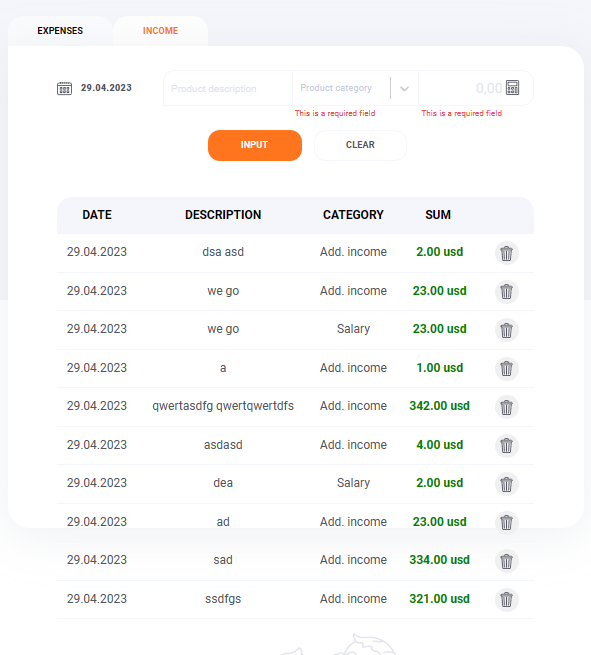 EXPENSES INCOME
29.04.2023 Product description Product category 0,00
This is a required field This is a required field
INPUT CLEAR
DATE DESCRIPTION CATEGORY SUM
29.04.2023 dsa asd Add. income 2.00 usd
29.04.2023 we go Add. income 23.00 usd
29.04.2023 we go Salary 23.00 usd
29.04.2023 a Add. income 1.00 usd
29.04.2023 qwertasdfg qwertqwertdfs Add. income 342.00 usd
29.04.2023 asdasd Add. income 4.00 usd
29.04.2023 dea Salary 2.00 usd
29.04.2023 ad Add. income 23.00 usd
29.04.2023 sad Add. income 334.00 usd
29.04.2023 ssdfgs Add. income 321.00 usd